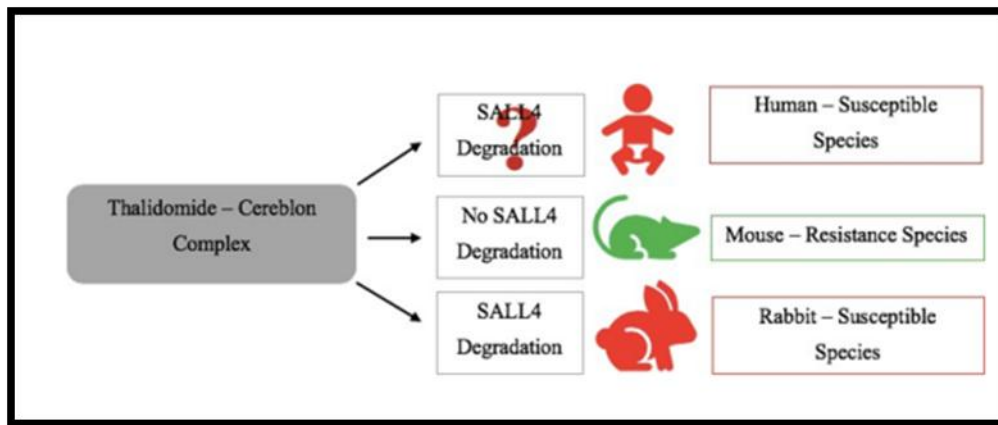 Thalidomide – Cereblon
Complex
SALL4
?
Degradation
Human – Susceptible
Species
No SALL4
Degradation
Mouse – Resistance Species
SALL4
Degradation
Rabbit – Susceptible
Species